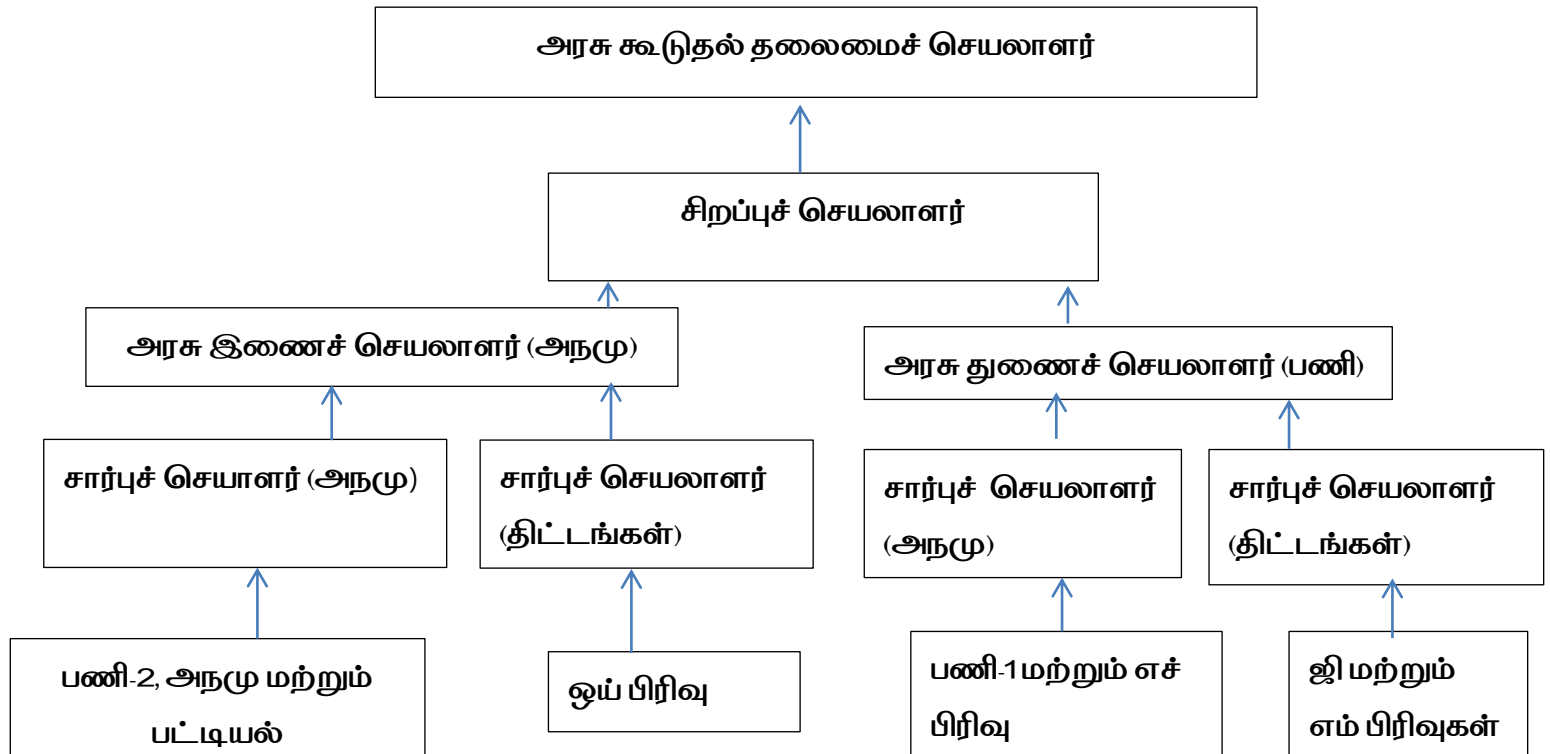 அரசு கூடுதல் தலைமைச் செயலாளர்
சிறப்புச் செயலாளர்
அரசு இணைச் செயலாளர் (அநமு)
அரசு துணைச் செயலாளர் (பணி)
சார்புச் செயாளர் (அநமு)
சார்புச் செயலாளர்
(திட்டங்கள்)
சார்புச் செயலாளர்
(அநமு)
சார்புச் செயலாளர்
(திட்டங்கள்)
பணி-2, அநமு மற்றும்
பட்டியல்
ஒய் பிரிவு
பணி-1மற்றும் எச்
பிரிவு
ஜி மற்றும்
எம் பிரிவுகள்